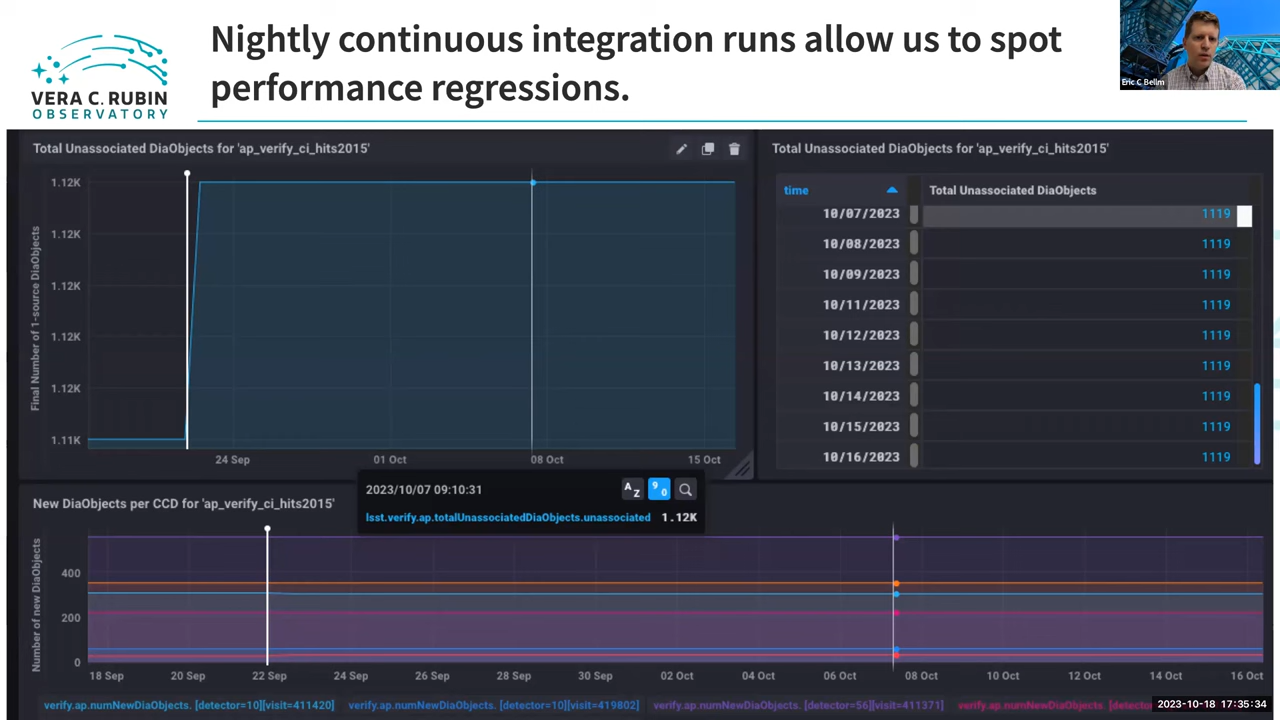 Nightly continuous integration runs allow us to spot
performance regressions.
VERA C. RUBIN
OBSERVATORY
Eric C Bellm
Total Unassociated DiaObjects for 'ap_verify_ci_hits2015'
Final Number of 1-source DiaObjects
1.12K
1.12K
1.12K
1.12K
1.12K
1.11K
24 Sep 01 Oct 08 Oct 15 Oct
Total Unassociated DiaObjects for 'ap_verify_ci_hits2015'
time Total Unassociated DiaObjects
10/07/2023 1119
10/08/2023 1119
10/09/2023 1119
10/11/2023 1119
10/12/2023 1119
10/13/2023 1119
10/14/2023 1119
10/15/2023 1119
10/16/2023 1119
2023/10/07 09:10:31
lsst.verify.ap.totalUnassociatedDiaObjects.unassociated 1.12K
New DiaObjects per CCD for 'ap_verify_ci_hits2015'
Number of new DiaObjects
400
200
0
18 Sep 20 Sep 22 Sep 24 Sep 26 Sep 28 Sep 30 Sep 02 Oct 04 Oct 06 Oct 08 Oct 10 Oct 12 Oct 14 Oct 16 Oct
verify.ap.numNewDiaObjects. [detector=10][visit=411420] verify.ap.numNewDiaObjects. [detector=10][visit=419802] verify.ap.numNewDiaObjects. [detector=56][visit=411371] verify.ap.numNewDiaObjects. [detecto
2023-10-18 17:35:34